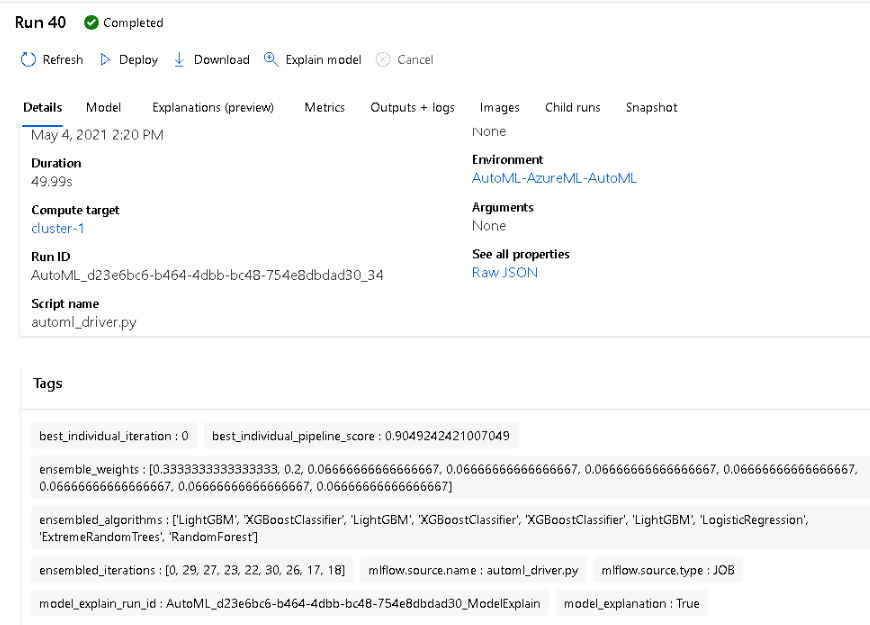 Run 40 Completed
Refresh Deploy Download Explain model Cancel
Details Model Explanations (preview) Metrics Outputs + logs Images Child runs Snapshot
May 4, 2021 2:20 PM
Duration
49.99s
Compute target
cluster-1
Run ID
AutoML_d23e6bc6-b464-4dbb-bc48-754e8dbdad30_34
Script name
automl_driver.py
None
Environment
AutoML-AzureML-AutoML
Arguments
None
See all properties
Raw JSON
Tags
best_individual_iteration : 0 best_individual_pipeline_score : 0.9049242421007049
ensemble_weights : [0.3333333333333333, 0.2, 0.06666666666666667, 0.06666666666666667, 0.06666666666666667, 0.06666666666666667,
0.06666666666666667, 0.06666666666666667, 0.06666666666666667]
ensembled_algorithms : ['LightGBM', 'XGBoostClassifier', 'LightGBM', 'XGBoostClassifier', 'XGBoostClassifier', 'LightGBM', 'LogisticRegression',
'ExtremeRandomTrees', 'RandomForest']
ensembled_iterations : [0, 29, 27, 23, 22, 30, 26, 17, 18] mlflow.source.name : automl_driver.py mlflow.source.type : JOB
model_explain_run_id : AutoML_d23e6bc6-b464-4dbb-bc48-754e8dbdad30_ModelExplain model_explanation : True